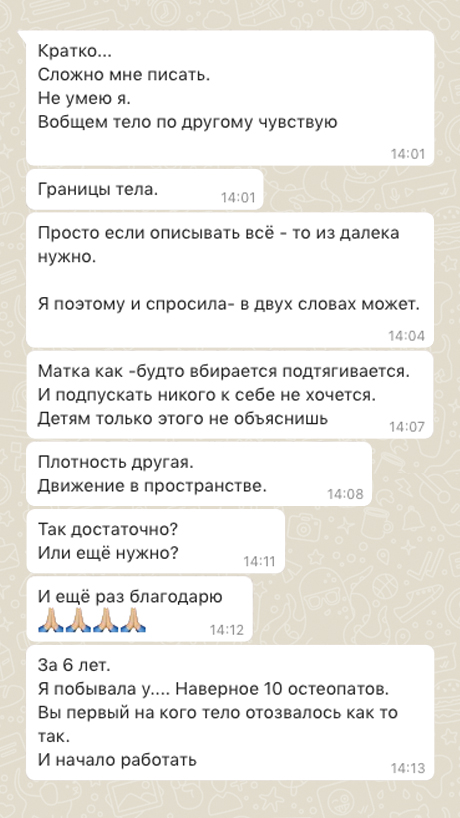 Кратко...
Сложно мне писать.
Не умею я.
Вобщем тело по другому чувствую
14:01
Границы тела.
14:01
Просто если описывать всё - то из далека
нужно.
Я поэтому и спросила- в двух словах может.
14:04
Матка как -будто вбирается подтягивается.
И подпускать никого к себе не хочется.
Детям только этого не объяснишь
14:07
Плотность другая.
Движение в пространстве.
14:08
Так достаточно?
Или ещё нужно?
14:11
И ещё раз благодарю
🙏🏼🙏🏼🙏🏼🙏🏼
14:12
За 6 лет.
Я побывала у.... Наверное 10 остеопатов.
Вы первый на кого тело отозвалось как то
так.
И начало работать
14:13